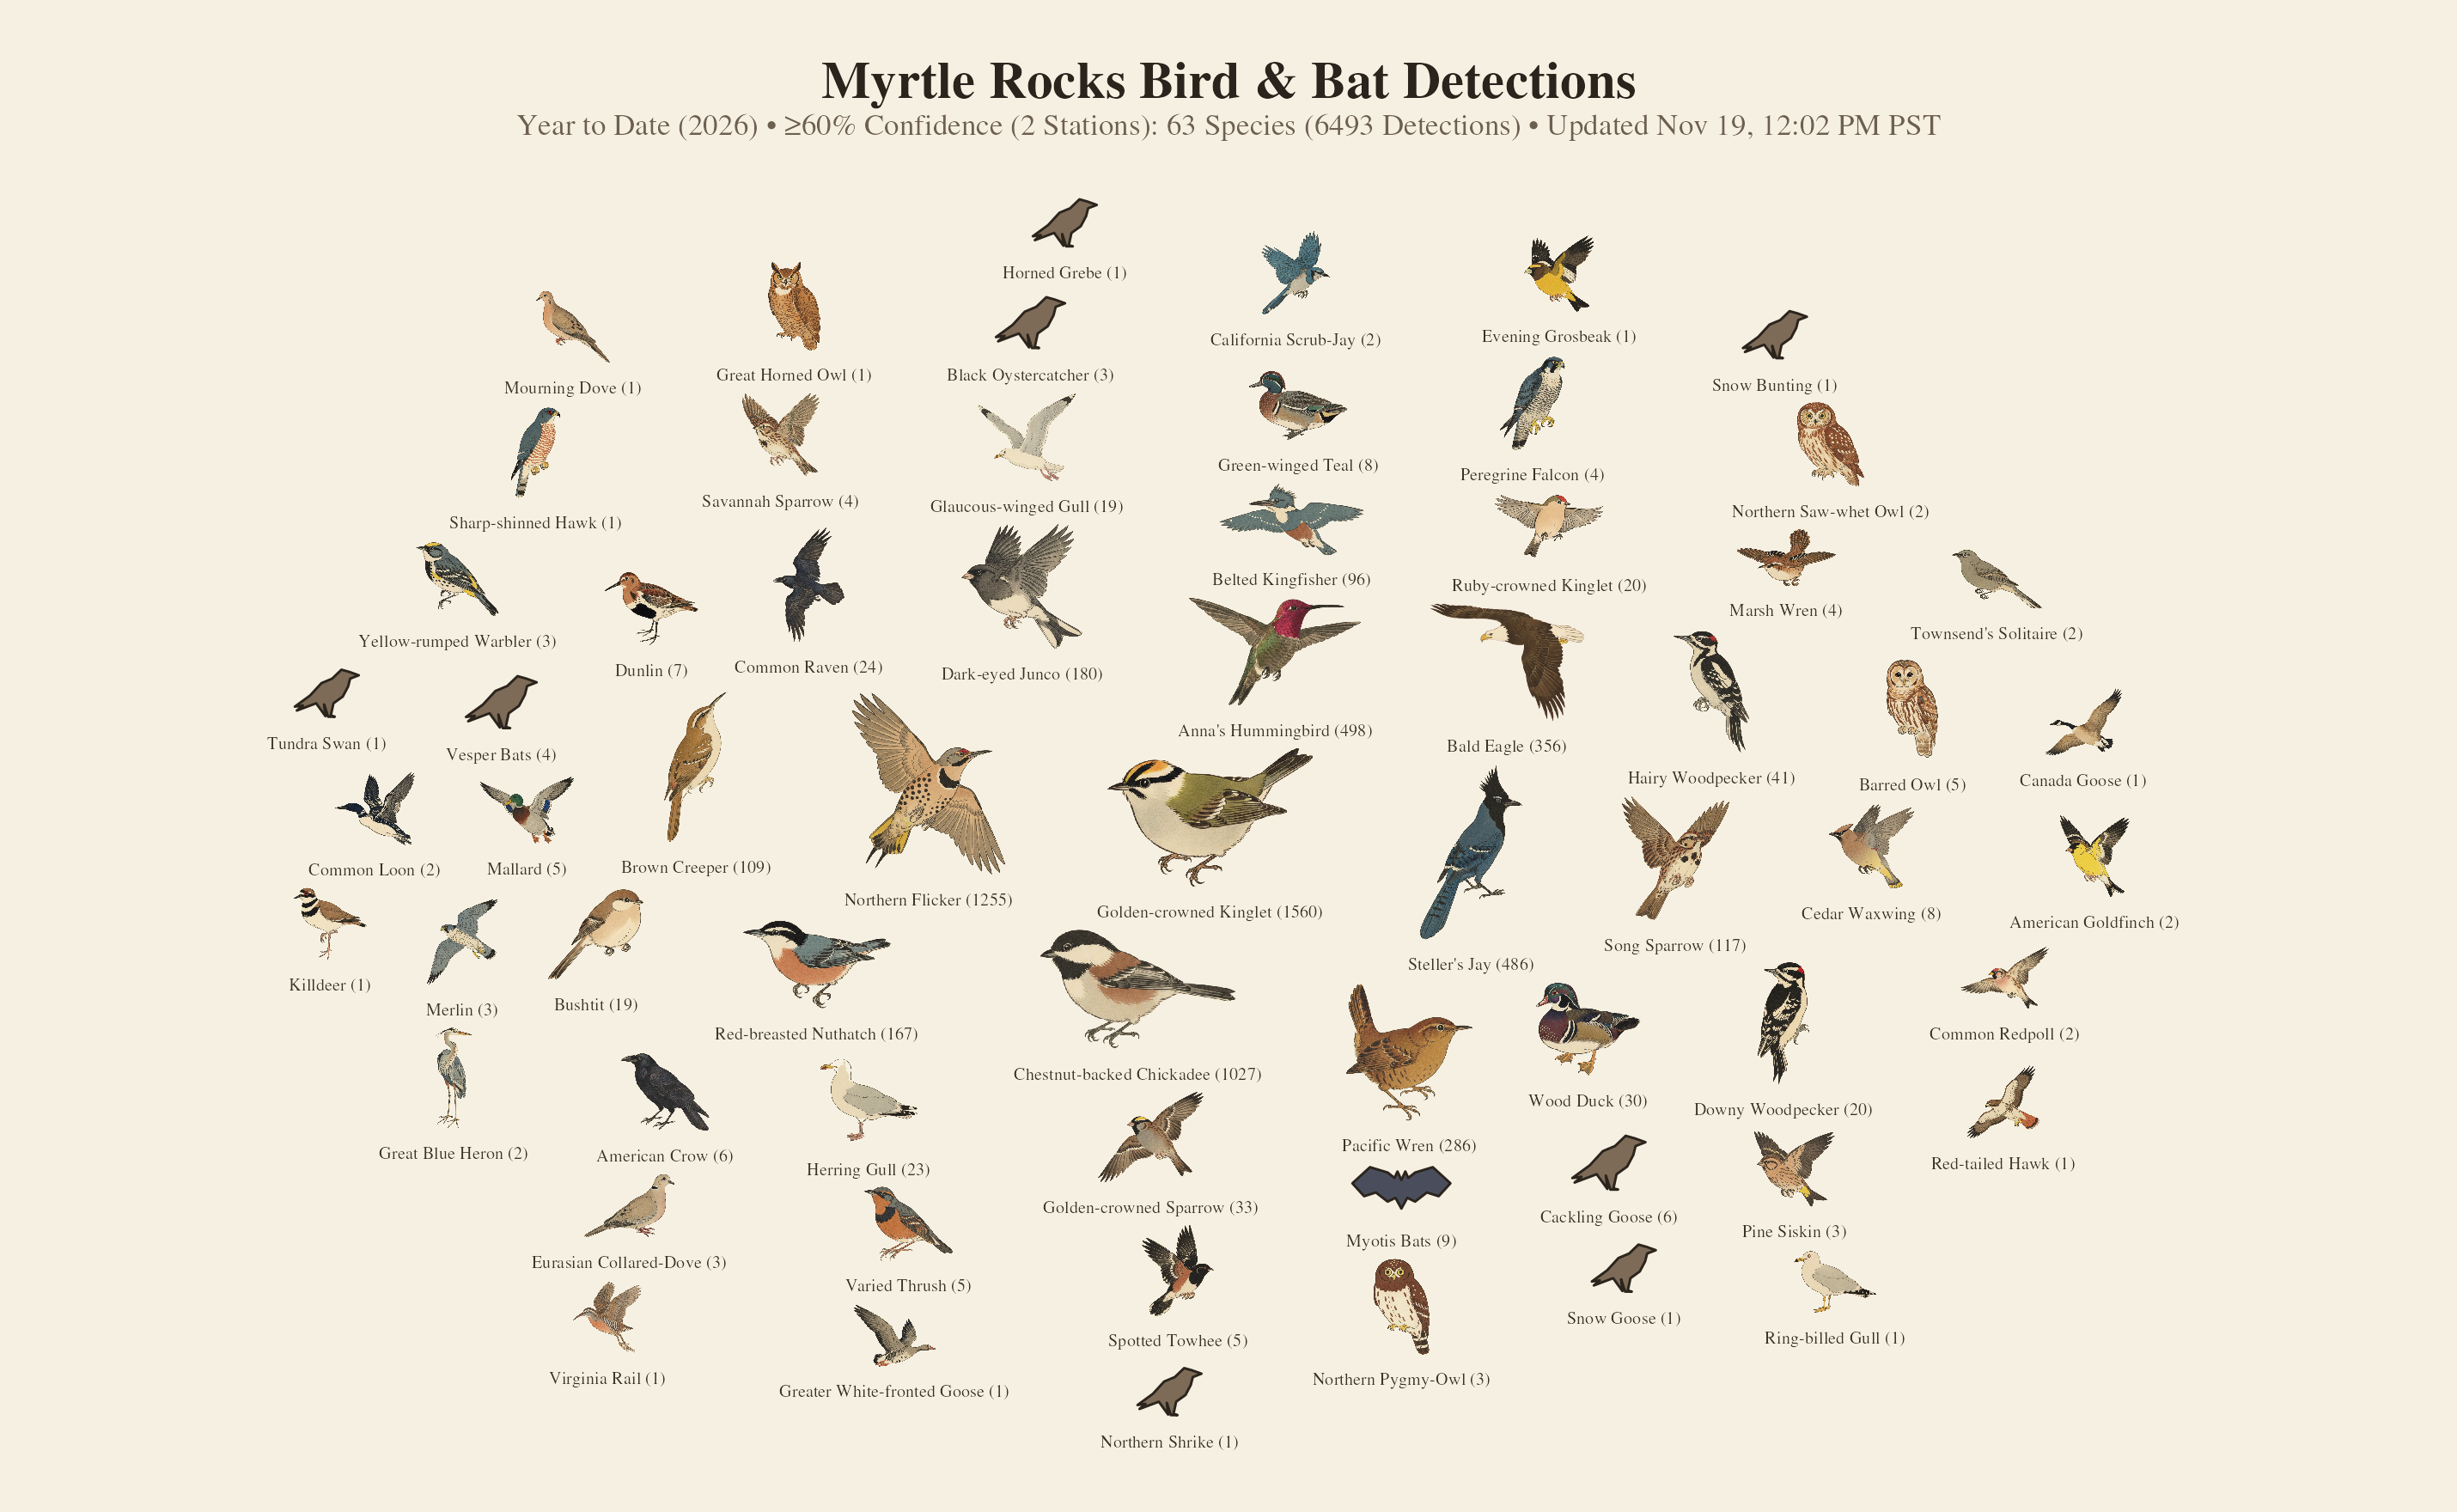 Myrtle Rocks Bird & Bat Detections
Year to Date (2026) • ≥60% Confidence (2 Stations): 63 Species (6493 Detections) • Updated Nov 19, 12:02 PM PST
Horned Grebe (1)
California Scrub-Jay (2)
Evening Grosbeak (1)
Mourning Dove (1)
Great Horned Owl (1)
Black Oystercatcher (3)
Snow Bunting (1)
Green-winged Teal (8)
Peregrine Falcon (4)
Sharp-shinned Hawk (1)
Savannah Sparrow (4)
Glaucous-winged Gull (19)
Northern Saw-whet Owl (2)
Belted Kingfisher (96)
Ruby-crowned Kinglet (20)
Marsh Wren (4)
Townsend's Solitaire (2)
Yellow-rumped Warbler (3)
Dunlin (7)
Common Raven (24)
Dark-eyed Junco (180)
Anna's Hummingbird (498)
Bald Eagle (356)
Tundra Swan (1)
Vesper Bats (4)
Hairy Woodpecker (41)
Barred Owl (5)
Canada Goose (1)
Common Loon (2)
Mallard (5)
Brown Creeper (109)
Northern Flicker (1255)
Golden-crowned Kinglet (1560)
Steller's Jay (486)
Song Sparrow (117)
Cedar Waxwing (8)
American Goldfinch (2)
Killdeer (1)
Merlin (3)
Bushtit (19)
Red-breasted Nuthatch (167)
Chestnut-backed Chickadee (1027)
Common Redpoll (2)
Wood Duck (30)
Downy Woodpecker (20)
Great Blue Heron (2)
American Crow (6)
Herring Gull (23)
Pacific Wren (286)
Red-tailed Hawk (1)
Golden-crowned Sparrow (33)
Cackling Goose (6)
Pine Siskin (3)
Myotis Bats (9)
Eurasian Collared-Dove (3)
Varied Thrush (5)
Snow Goose (1)
Ring-billed Gull (1)
Spotted Towhee (5)
Virginia Rail (1)
Greater White-fronted Goose (1)
Northern Pygmy-Owl (3)
Northern Shrike (1)